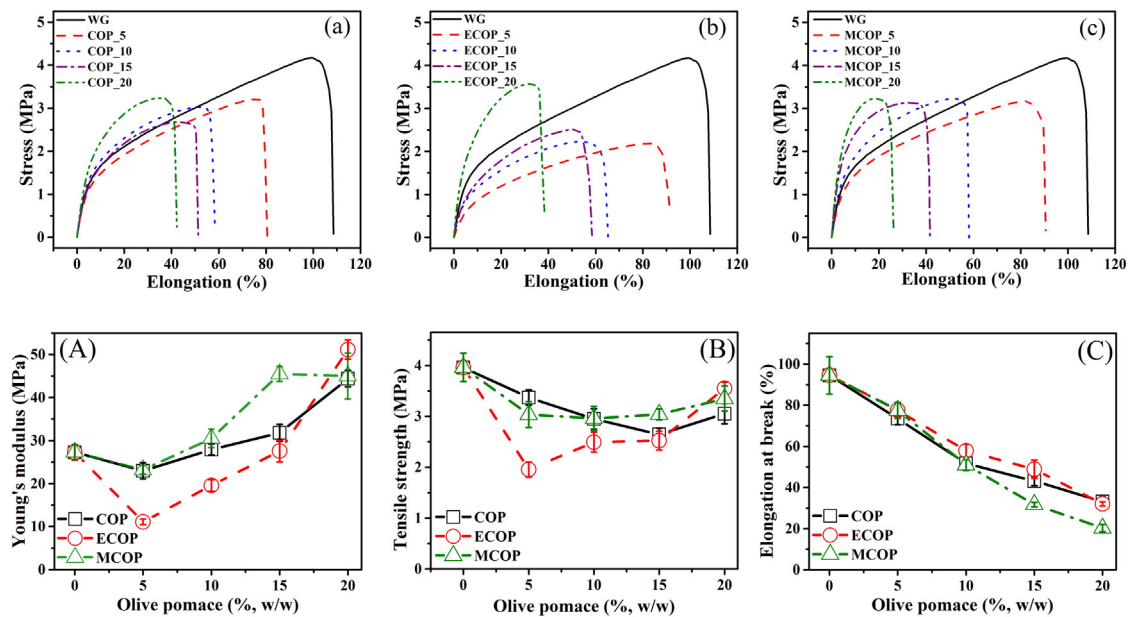 (a)
WG
COP_5
COP_10
COP_15
COP_20
Stress (MPa)
5
4
3
2
1
0
0 20 40 60 80 100 120
Elongation (%)
(b)
WG
ECOP_5
ECOP_10
ECOP_15
ECOP_20
Stress (MPa)
5
4
3
2
1
0
0 20 40 60 80 100 120
Elongation (%)
(c)
WG
MCOP_5
MCOP_10
MCOP_15
MCOP_20
Stress (MPa)
5
4
3
2
1
0
0 20 40 60 80 100 120
Elongation (%)
(A)
Young's modulus (MPa)
50
40
30
20
10
0
COP
ECOP
MCOP
0 5 10 15 20
Olive pomace (%, w/w)
(B)
Tensile strength (MPa)
4
3
2
1
0
COP
ECOP
MCOP
0 5 10 15 20
Olive pomace (%, w/w)
(C)
Elongation at break (%)
100
80
60
40
20
0
COP
ECOP
MCOP
0 5 10 15 20
Olive pomace (%, w/w)